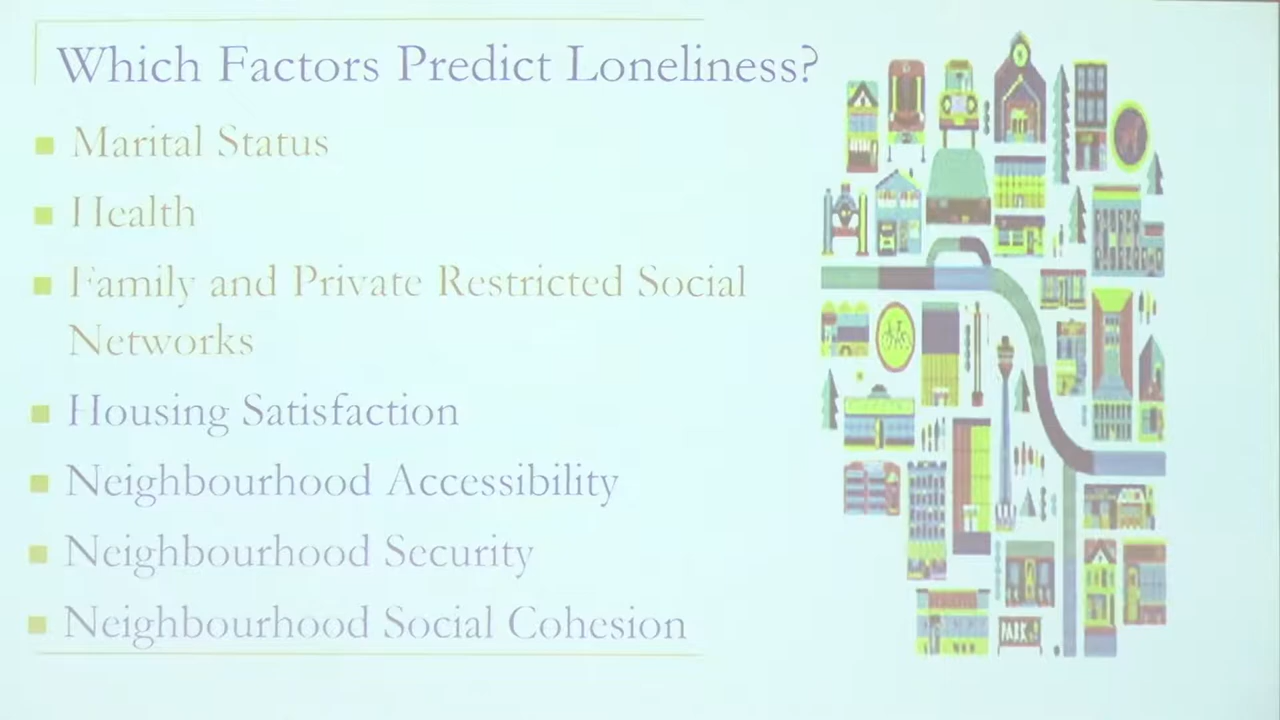 Which Factors Predict Loneliness?
Marital Status
Health
Family and Private Restricted Social
Networks
Housing Satisfaction
Neighbourhood Accessibility
Neighbourhood Security
Neighbourhood Social Cohesion
PARK